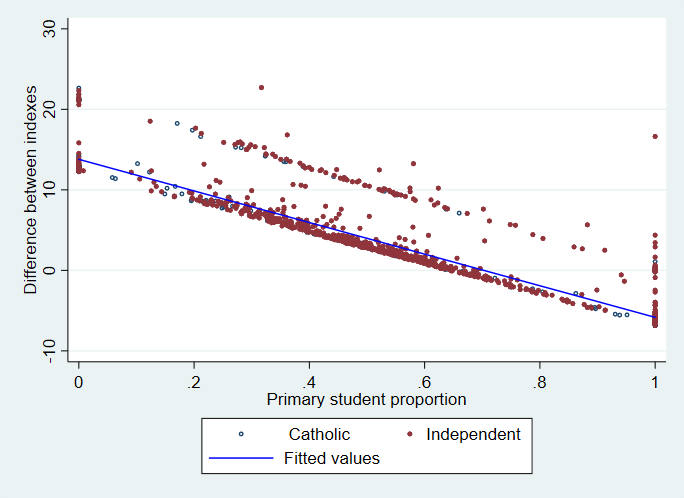 Difference between indexes
30
20
10
0
-10
0 .2 .4 .6 .8 1
Primary student proportion
Catholic Independent
Fitted values